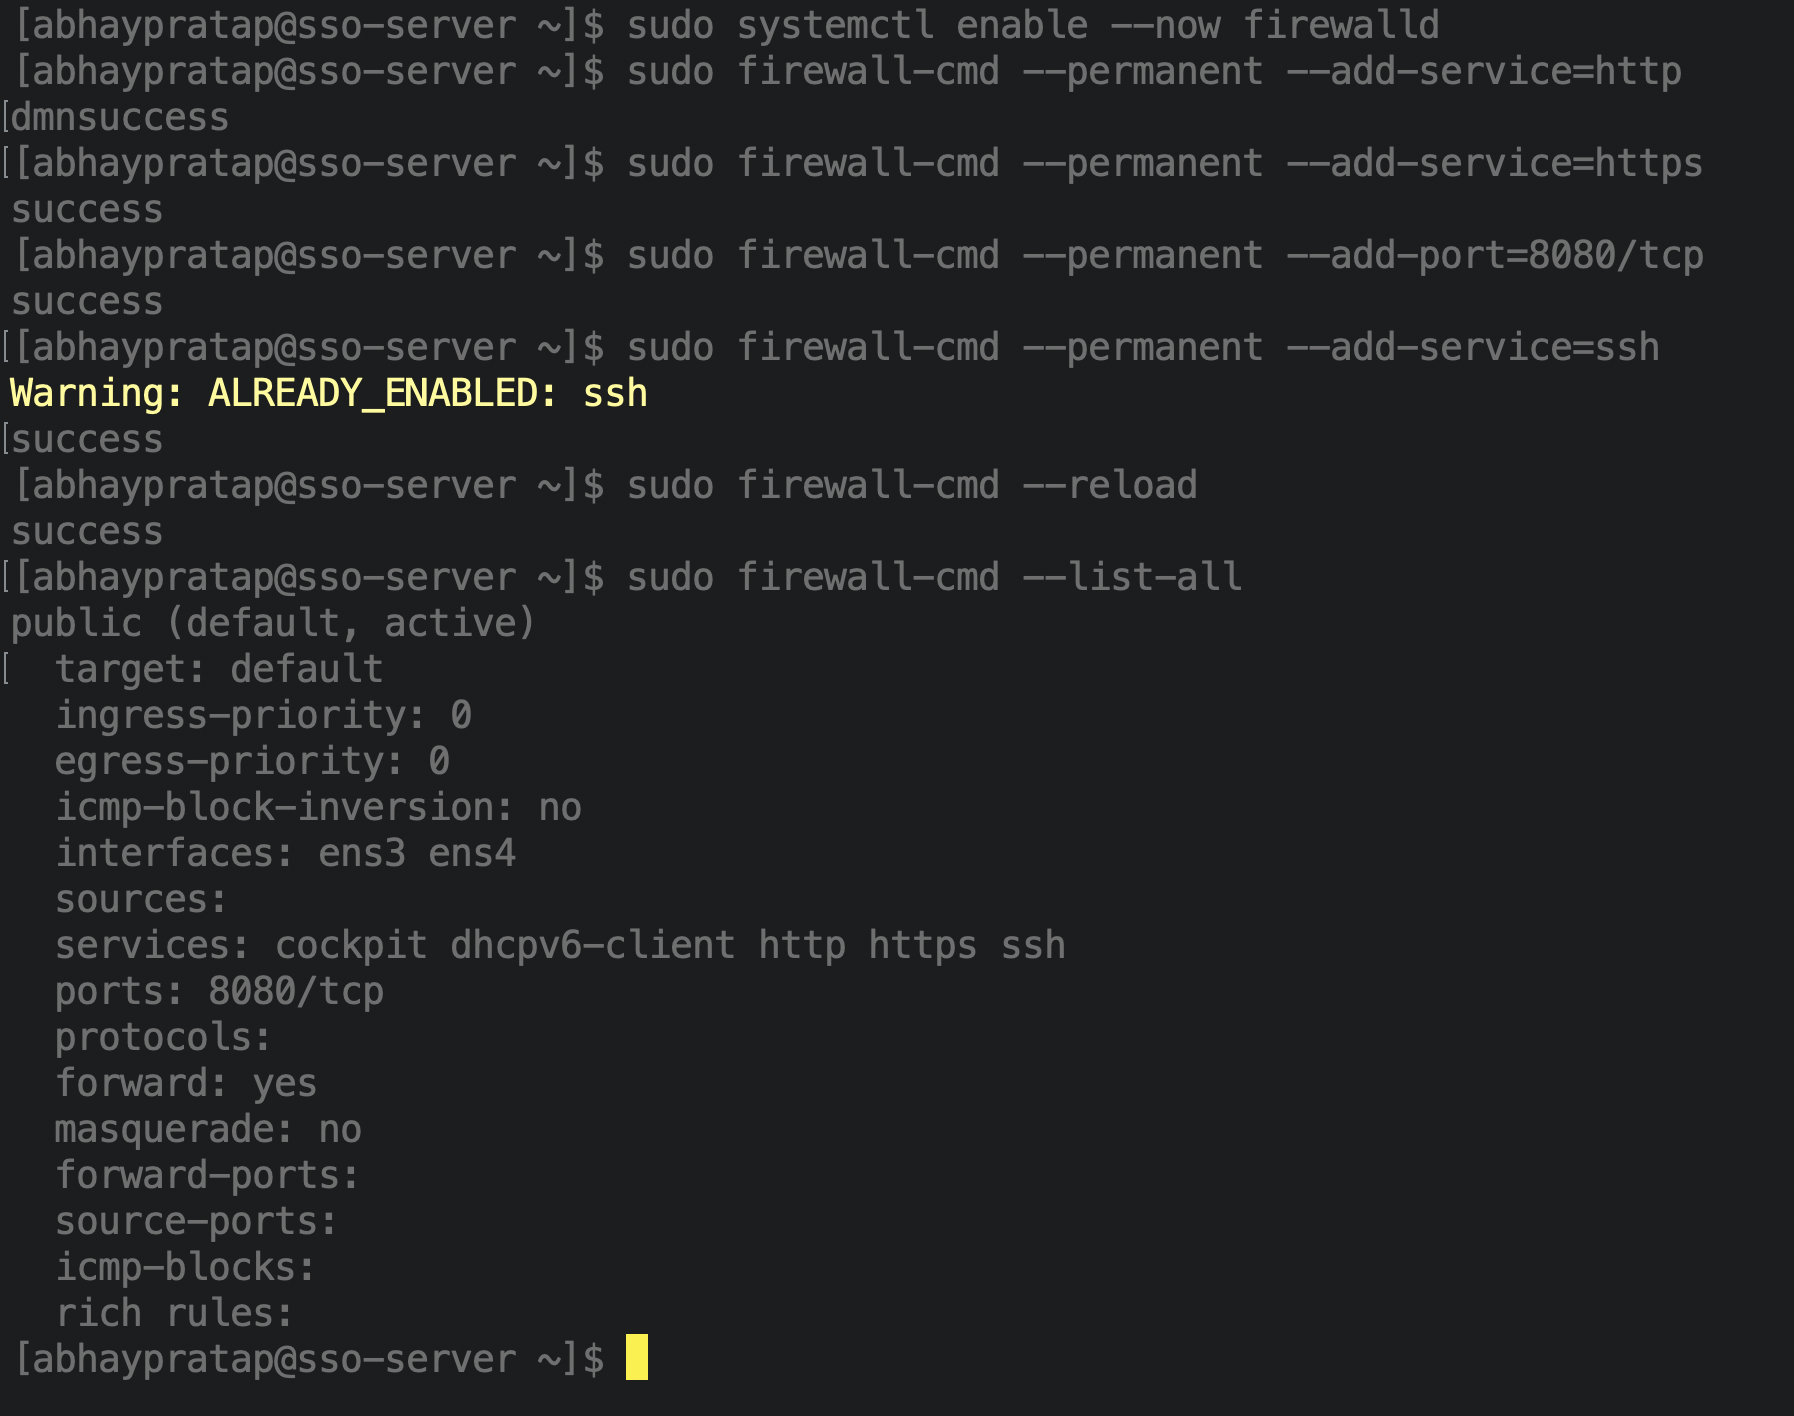 [abhaypratap@sso-server ~]$ sudo systemctl enable --now firewalld
[abhaypratap@sso-server ~]$ sudo firewall-cmd --permanent --add-service=http
[dmnsuccess
[[abhaypratap@sso-server ~]$ sudo firewall-cmd --permanent --add-service=https
success
[abhaypratap@sso-server ~]$ sudo firewall-cmd --permanent --add-port=8080/tcp
success
[[abhaypratap@sso-server ~]$ sudo firewall-cmd --permanent --add-service=ssh
Warning: ALREADY_ENABLED: ssh
[success
[abhaypratap@sso-server ~]$ sudo firewall-cmd --reload
success
[[abhaypratap@sso-server ~]$ sudo firewall-cmd --list-all
public (default, active)
[  target: default
  ingress-priority: 0
  egress-priority: 0
  icmp-block-inversion: no
  interfaces: ens3 ens4
  sources:
  services: cockpit dhcpv6-client http https ssh
  ports: 8080/tcp
  protocols:
  forward: yes
  masquerade: no
  forward-ports:
  source-ports:
  icmp-blocks:
  rich rules:
[abhaypratap@sso-server ~]$